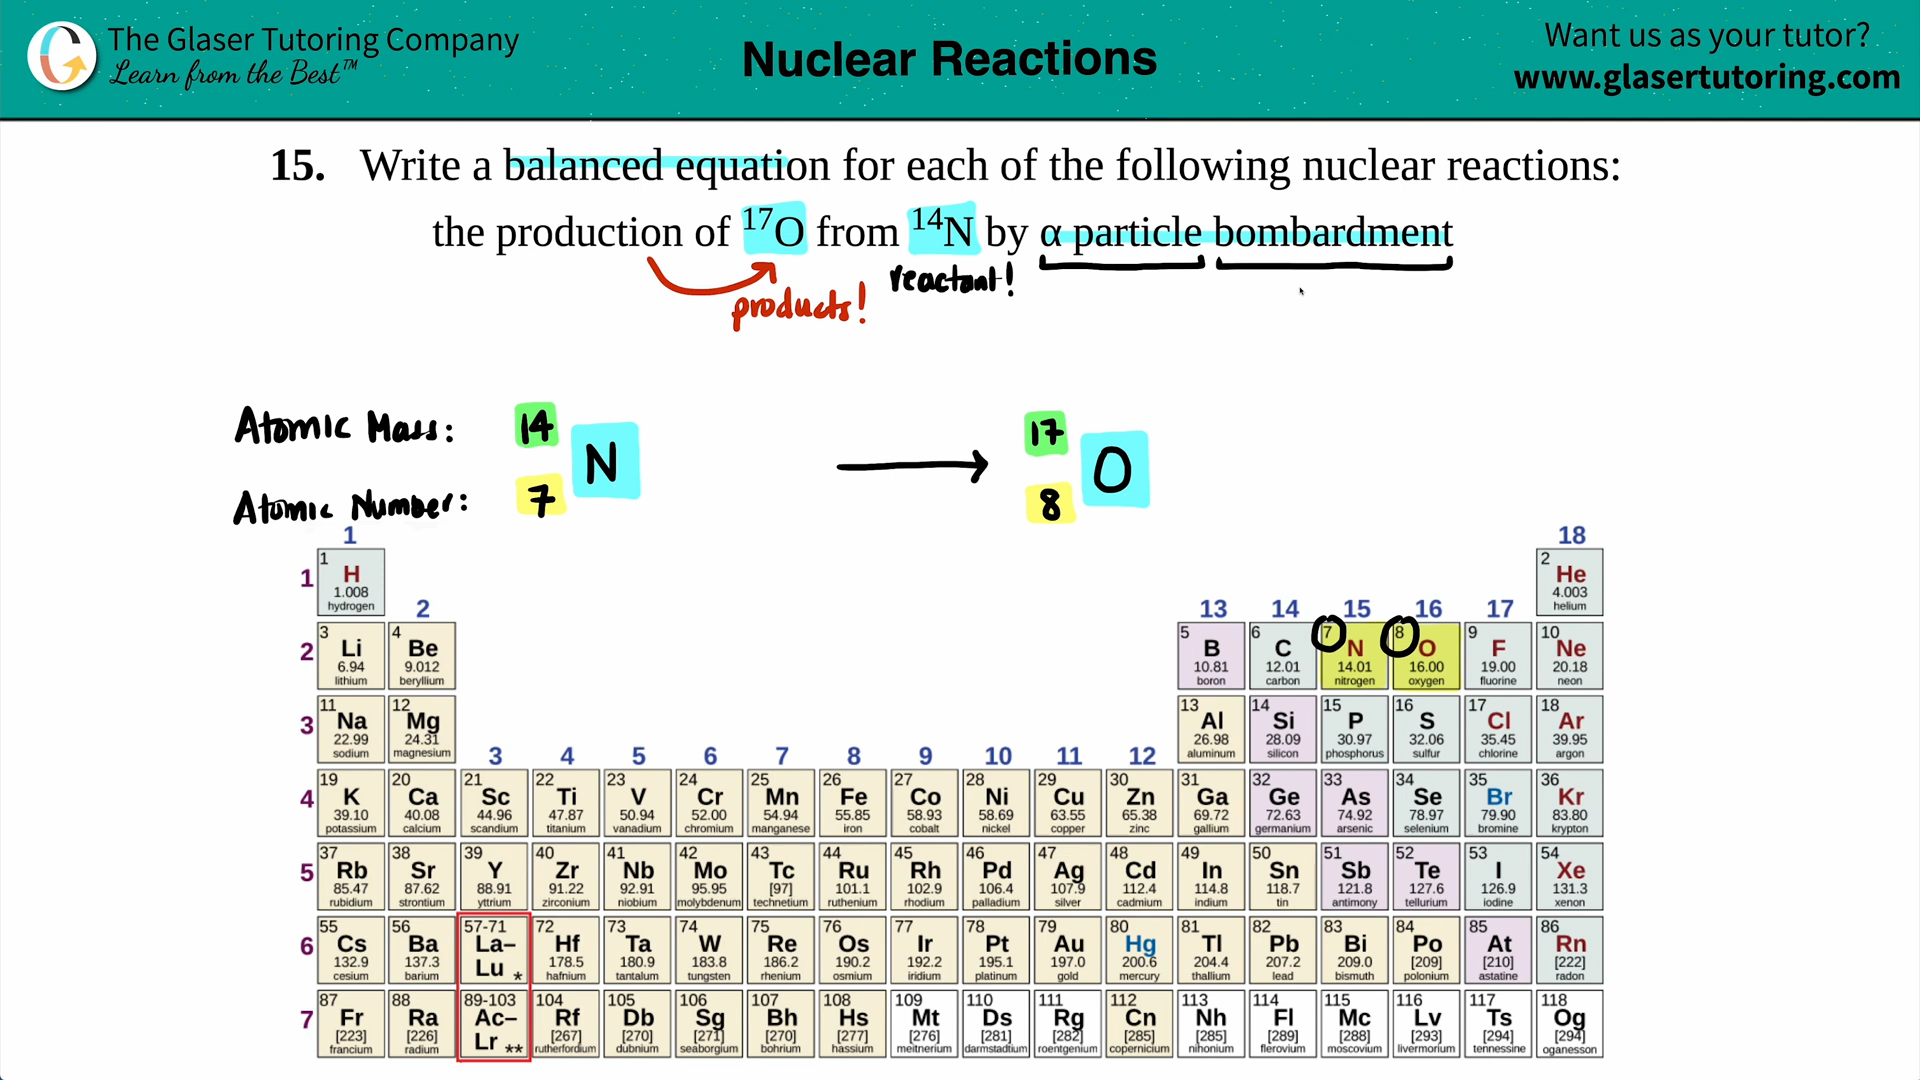 The Glaser Tutoring Company
Learn from the Best™
Nuclear Reactions
Want us as your tutor?
www.glasertutoring.com
15. Write a balanced equation for each of the following nuclear reactions:
the production of ¹⁷O from ¹⁴N by α particle bombardment
reactant!
products!
Atomic Mass: 14 17
N → O
Atomic Number: 7 8
1 18
1 1 H 1.008 hydrogen 2 He 4.003 helium
2 13 14 15 16 17
2 3 Li 6.94 lithium 4 Be 9.012 beryllium 5 B 10.81 boron 6 C 12.01 carbon 7 N 14.01 nitrogen 8 O 16.00 oxygen 9 F 19.00 fluorine 10 Ne 20.18 neon
3 11 Na 22.99 sodium 12 Mg 24.31 magnesium 13 Al 26.98 aluminum 14 Si 28.09 silicon 15 P 30.97 phosphorus 16 S 32.06 sulfur 17 Cl 35.45 chlorine 18 Ar 39.95 argon
3 4 5 6 7 8 9 10 11 12
4 19 K 39.10 potassium 20 Ca 40.08 calcium 21 Sc 44.96 scandium 22 Ti 47.87 titanium 23 V 50.94 vanadium 24 Cr 52.00 chromium 25 Mn 54.94 manganese 26 Fe 55.85 iron 27 Co 58.93 cobalt 28 Ni 58.69 nickel 29 Cu 63.55 copper 30 Zn 65.38 zinc 31 Ga 69.72 gallium 32 Ge 72.63 germanium 33 As 74.92 arsenic 34 Se 78.97 selenium 35 Br 79.90 bromine 36 Kr 83.80 krypton
5 37 Rb 85.47 rubidium 38 Sr 87.62 strontium 39 Y 88.91 yttrium 40 Zr 91.22 zirconium 41 Nb 92.91 niobium 42 Mo 95.95 molybdenum 43 Tc [97] technetium 44 Ru 101.1 ruthenium 45 Rh 102.9 rhodium 46 Pd 106.4 palladium 47 Ag 107.9 silver 48 Cd 112.4 cadmium 49 In 114.8 indium 50 Sn 118.7 tin 51 Sb 121.8 antimony 52 Te 127.6 tellurium 53 I 126.9 iodine 54 Xe 131.3 xenon
6 55 Cs 132.9 cesium 56 Ba 137.3 barium 57-71 La– Lu * 72 Hf 178.5 hafnium 73 Ta 180.9 tantalum 74 W 183.8 tungsten 75 Re 186.2 rhenium 76 Os 190.2 osmium 77 Ir 192.2 iridium 78 Pt 195.1 platinum 79 Au 197.0 gold 80 Hg 200.6 mercury 81 Tl 204.4 thallium 82 Pb 207.2 lead 83 Bi 209.0 bismuth 84 Po [209] polonium 85 At [210] astatine 86 Rn [222] radon
7 87 Fr [223] francium 88 Ra [226] radium 89-103 Ac– Lr ** 104 Rf [267] rutherfordium 105 Db [270] dubnium 106 Sg [271] seaborgium 107 Bh [270] bohrium 108 Hs [277] hassium 109 Mt [276] meitnerium 110 Ds [281] darmstadtium 111 Rg [282] roentgenium 112 Cn [285] copernicium 113 Nh [285] nihonium 114 Fl [289] flerovium 115 Mc [288] moscovium 116 Lv [293] livermorium 117 Ts [294] tennessine 118 Og [294] oganesson